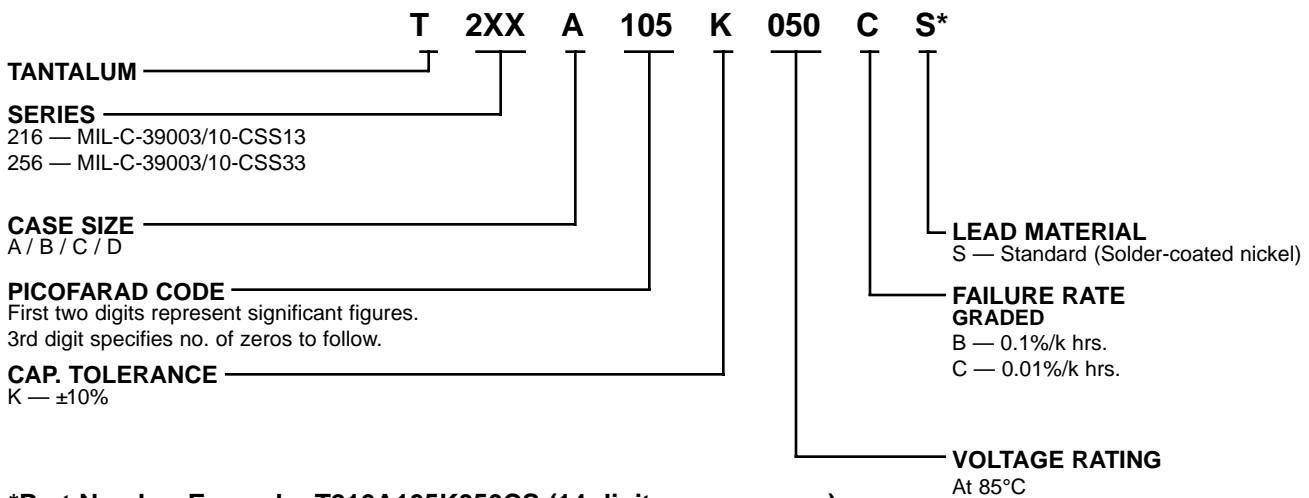 T 2XX A 105 K 050 C S*
TANTALUM
SERIES
216 — MIL-C-39003/10-CSS13
256 — MIL-C-39003/10-CSS33
CASE SIZE
A / B / C / D
PICOFARAD CODE
First two digits represent significant figures.
3rd digit specifies no. of zeros to follow.
CAP. TOLERANCE
K — ±10%
LEAD MATERIAL
S — Standard (Solder-coated nickel)
FAILURE RATE
GRADED
B — 0.1%/k hrs.
C — 0.01%/k hrs.
VOLTAGE RATING
At 85°C